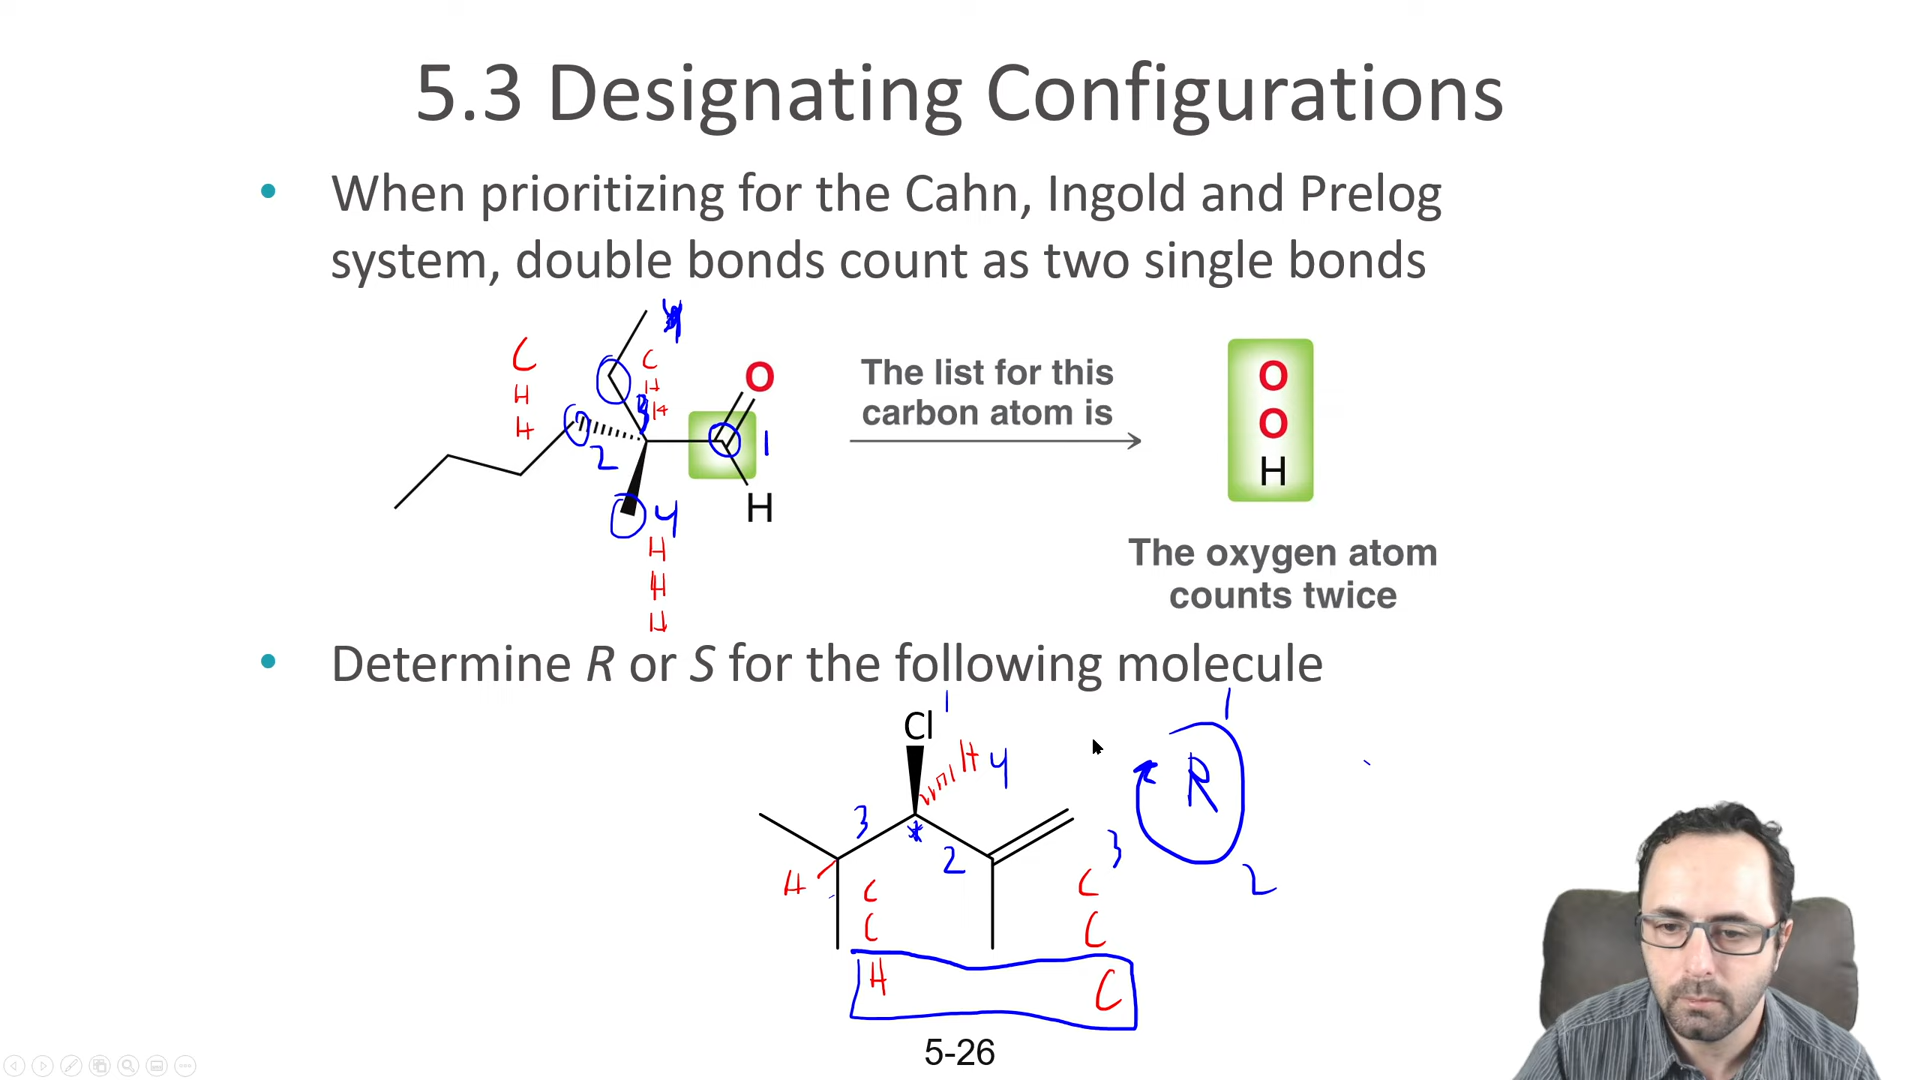 5.3 Designating Configurations
• When prioritizing for the Cahn, Ingold and Prelog
system, double bonds count as two single bonds
C
H
H
C
H
H
3
O
2
1
H
4
H
H
H
The list for this
carbon atom is
O
O
H
The oxygen atom
counts twice
• Determine R or S for the following molecule
Cl
1
H 4
3
*
2
H
C
C
H
C
C
C
1
R
3
2
5-26